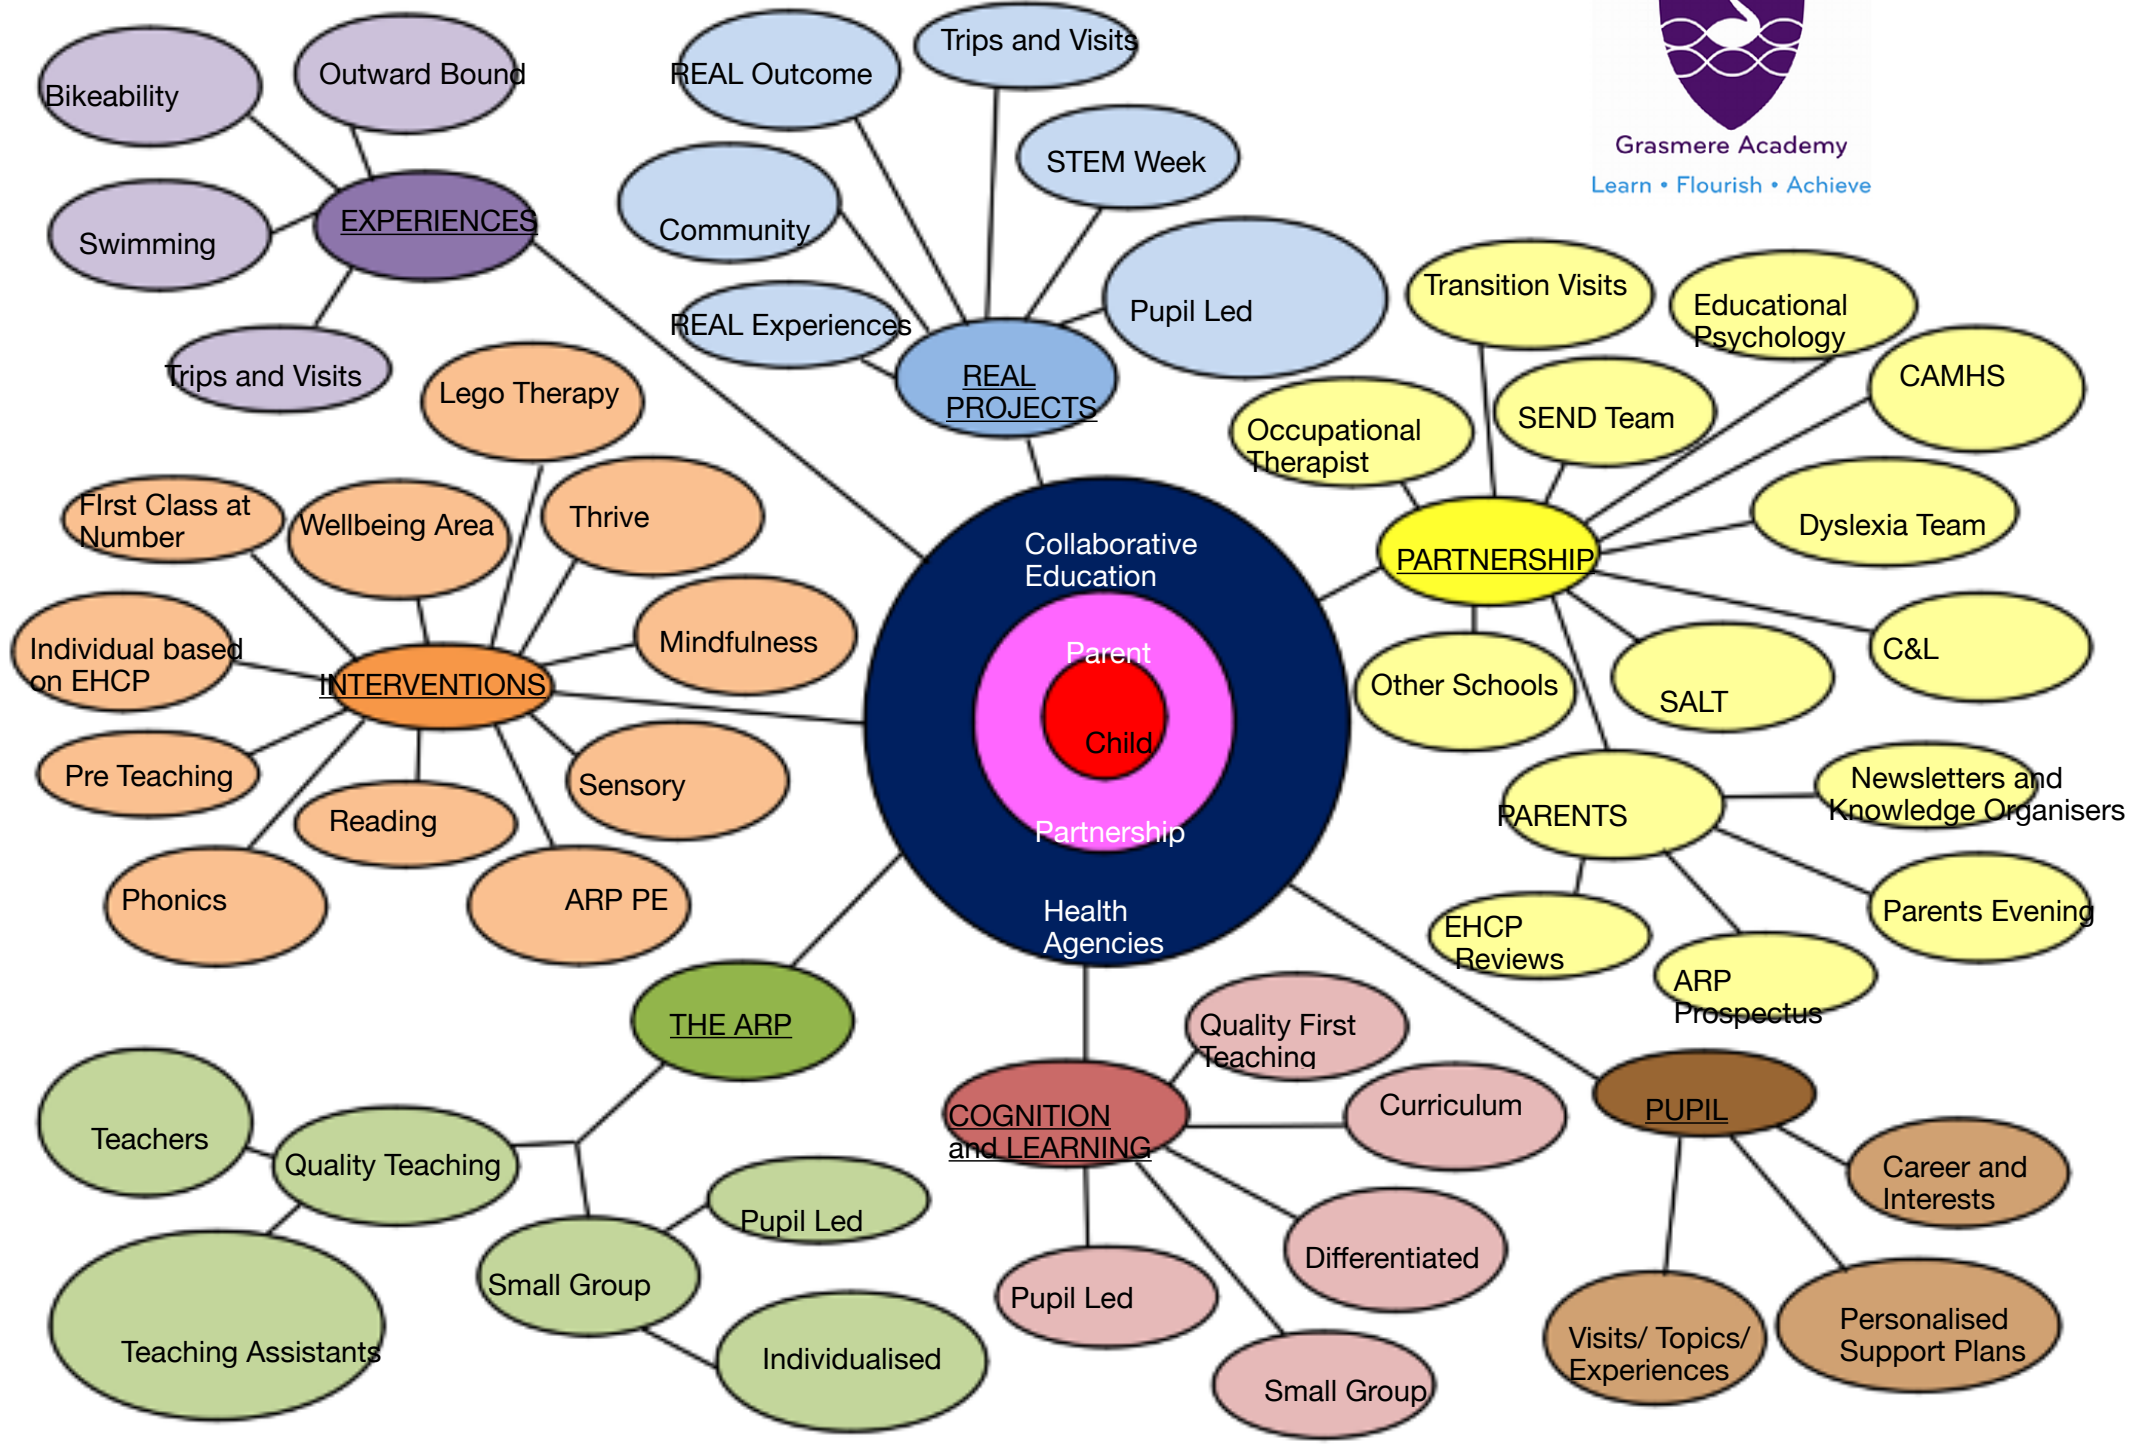 Grasmere Academy
Learn • Flourish • Achieve
EXPERIENCES
Bikeability
Outward Bound
Swimming
Trips and Visits
REAL
PROJECTS
REAL Outcome
Trips and Visits
STEM Week
Community
Pupil Led
REAL Experiences
PARTNERSHIP
Transition Visits
Educational
Psychology
CAMHS
Occupational
Therapist
SEND Team
Dyslexia Team
C&L
SALT
Other Schools
PARENTS
Newsletters and
Knowledge Organisers
Parents Evening
EHCP
Reviews
ARP
Prospectus
INTERVENTIONS
Lego Therapy
FIrst Class at
Number
Wellbeing Area
Thrive
Mindfulness
Individual based
on EHCP
Pre Teaching
Reading
Sensory
Phonics
ARP PE
Collaborative
Education
Parent
Child
Partnership
Health
Agencies
THE ARP
Teachers
Quality Teaching
Teaching Assistants
Small Group
Pupil Led
Individualised
COGNITION
and LEARNING
Quality First
Teaching
Curriculum
Differentiated
Pupil Led
Small Group
PUPIL
Career and
Interests
Visits/ Topics/
Experiences
Personalised
Support Plans